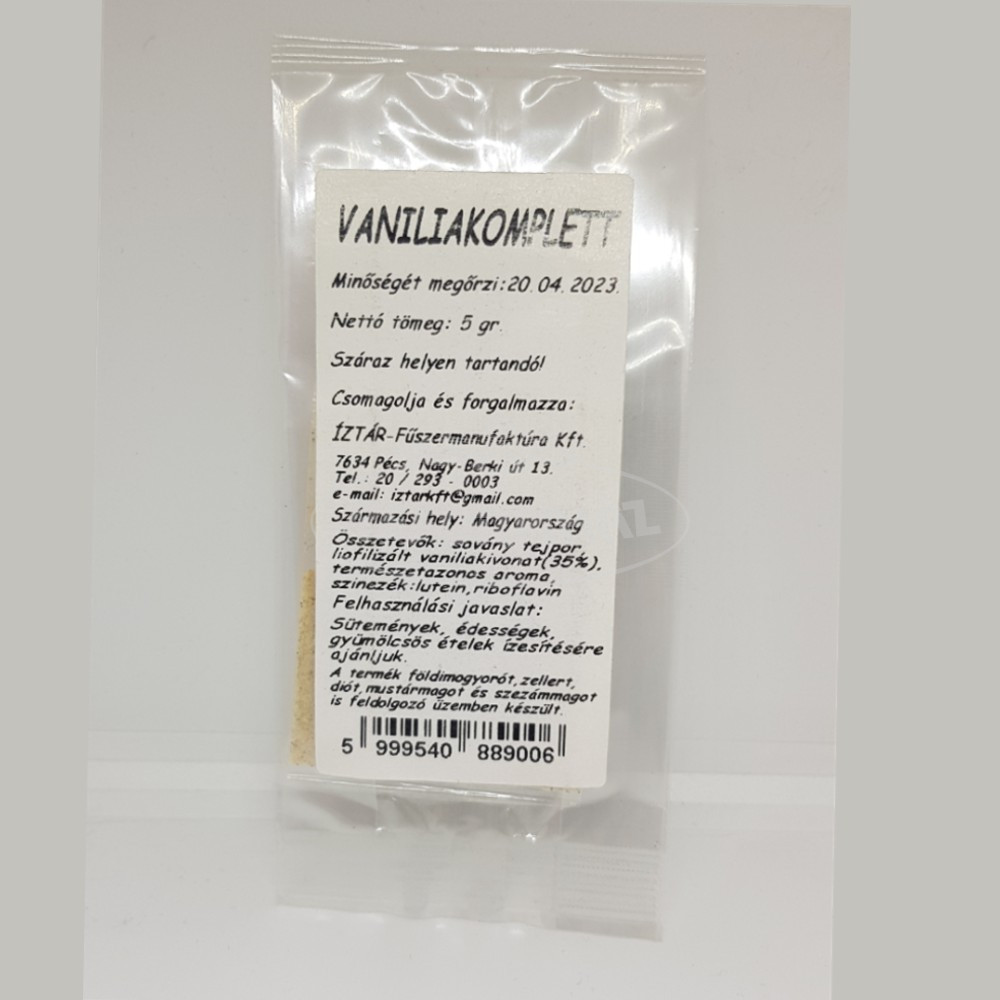 VANILIAKOMPLETT
Minőségét megőrzi:20.04.2023.
Nettó tömeg: 5 gr.
Száraz helyen tartandó!
Csomagolja és forgalmazza:
ÍZTÁR-Fűszermanufaktúra Kft.
7634 Pécs, Nagy-Berki út 13.
Tel.: 20 / 293 - 0003
e-mail: iztarkft@gmail.com
Származási hely: Magyarország
Összetevők: sovány tejpor,
liofilizált vaniliakivonat(35%),
természetazonos aroma,
szinezék:lutein,riboflavin
Felhasználási javaslat:
Sütemények, édességek,
gyümölcsös ételek ízesítésére
ajánljuk.
A termék földimogyorót,zellert,
diót,mustármagot és szezámmagot
is feldolgozó üzemben készült.
5 999540 889006